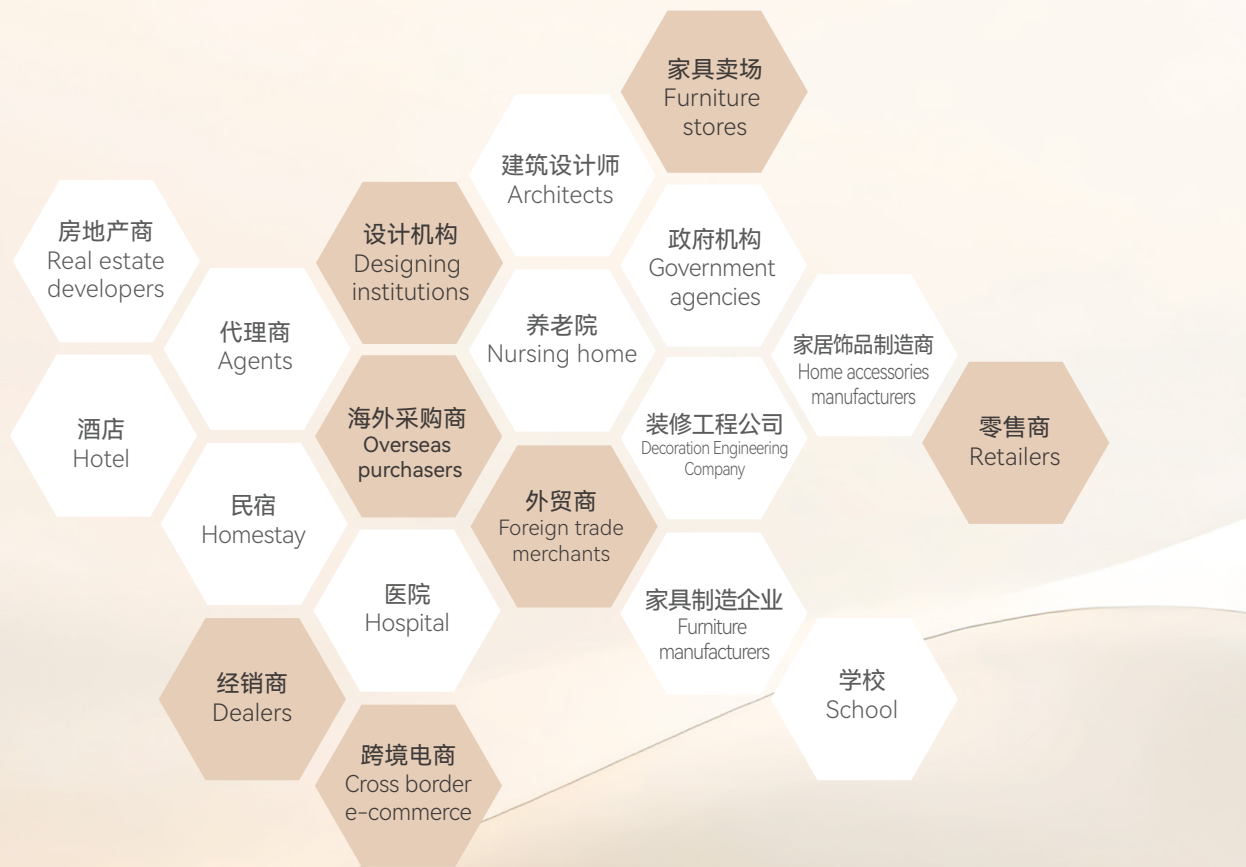 家具卖场
Furniture
stores
建筑设计师
Architects
房地产商
Real estate
developers
设计机构
Designing
institutions
政府机构
Government
agencies
代理商
Agents
养老院
Nursing home
家居饰品制造商
Home accessories
manufacturers
酒店
Hotel
海外采购商
Overseas
purchasers
装修工程公司
Decoration Engineering
Company
零售商
Retailers
民宿
Homestay
外贸商
Foreign trade
merchants
医院
Hospital
家具制造企业
Furniture
manufacturers
经销商
Dealers
学校
School
跨境电商
Cross border
e-commerce